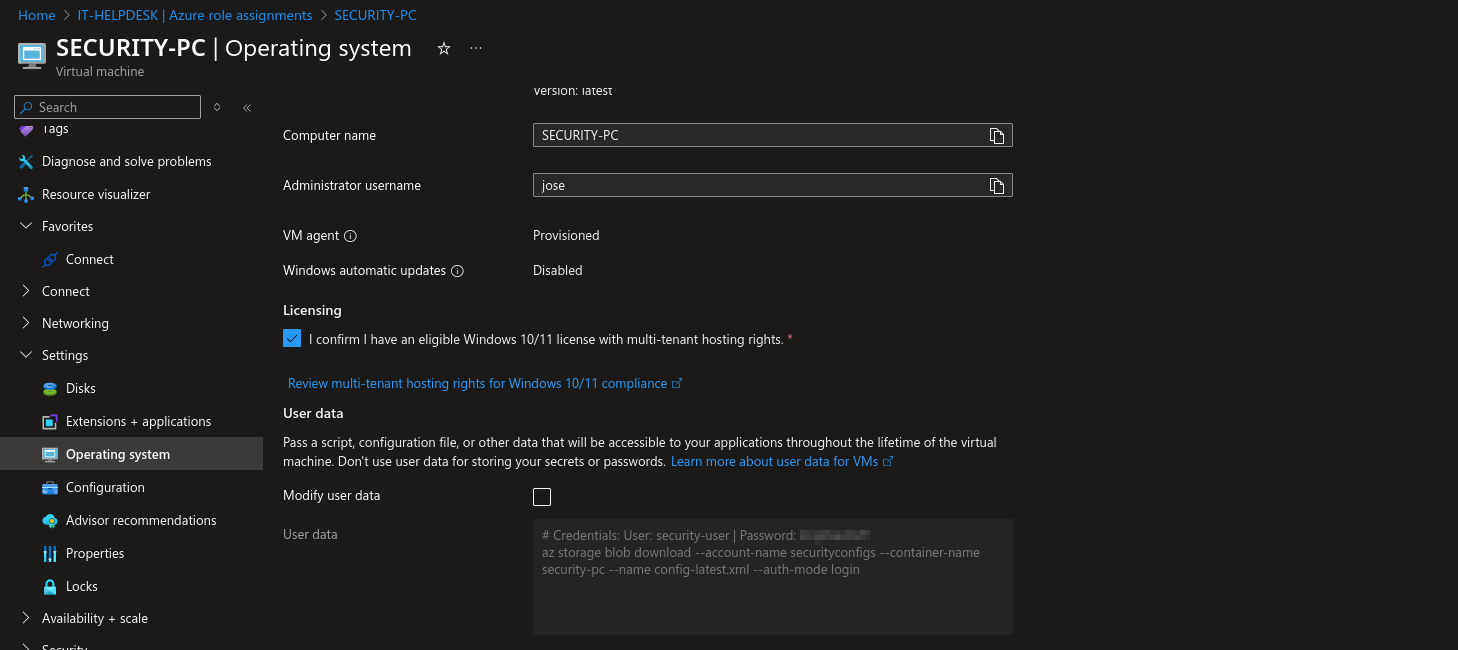 Home > IT-HELPDESK | Azure role assignments > SECURITY-PC
SECURITY-PC | Operating system
Virtual machine
Search
Tags
Diagnose and solve problems
Resource visualizer
Favorites
Connect
Connect
Networking
Settings
Disks
Extensions + applications
Operating system
Configuration
Advisor recommendations
Properties
Locks
Availability + scale
Security
Version: latest
Computer name
SECURITY-PC
Administrator username
jose
VM agent
Provisioned
Windows automatic updates
Disabled
Licensing
I confirm I have an eligible Windows 10/11 license with multi-tenant hosting rights. *
Review multi-tenant hosting rights for Windows 10/11 compliance
User data
Pass a script, configuration file, or other data that will be accessible to your applications throughout the lifetime of the virtual
machine. Don't use user data for storing your secrets or passwords. Learn more about user data for VMs
Modify user data
User data
# Credentials: User: security-user | Password:
az storage blob download --account-name securityconfigs --container-name
security-pc --name config-latest.xml --auth-mode login